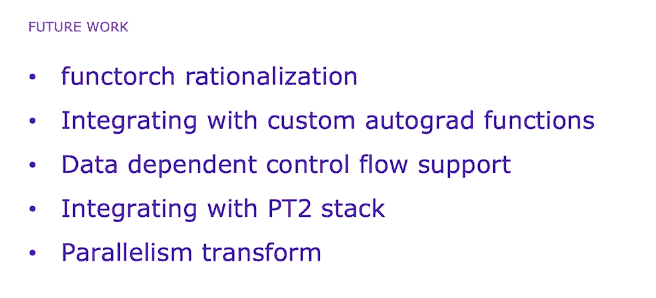 FUTURE WORK
• functorch rationalization
• Integrating with custom autograd functions
• Data dependent control flow support
• Integrating with PT2 stack
• Parallelism transform